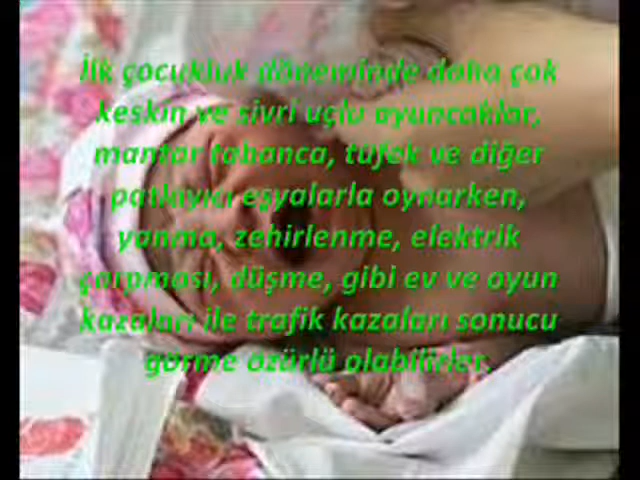 İlk çocukluk döneminde daha çok
keskin ve sivri uçlu oyuncaklar,
mantar tabanca, tüfek ve diğer
patlayıcı eşyalarla oynarken,
yanma, zehirlenme, elektrik
çarpması, düşme, gibi ev ve oyun
kazaları ile trafik kazaları sonucu
görme özürlü olabilirler.